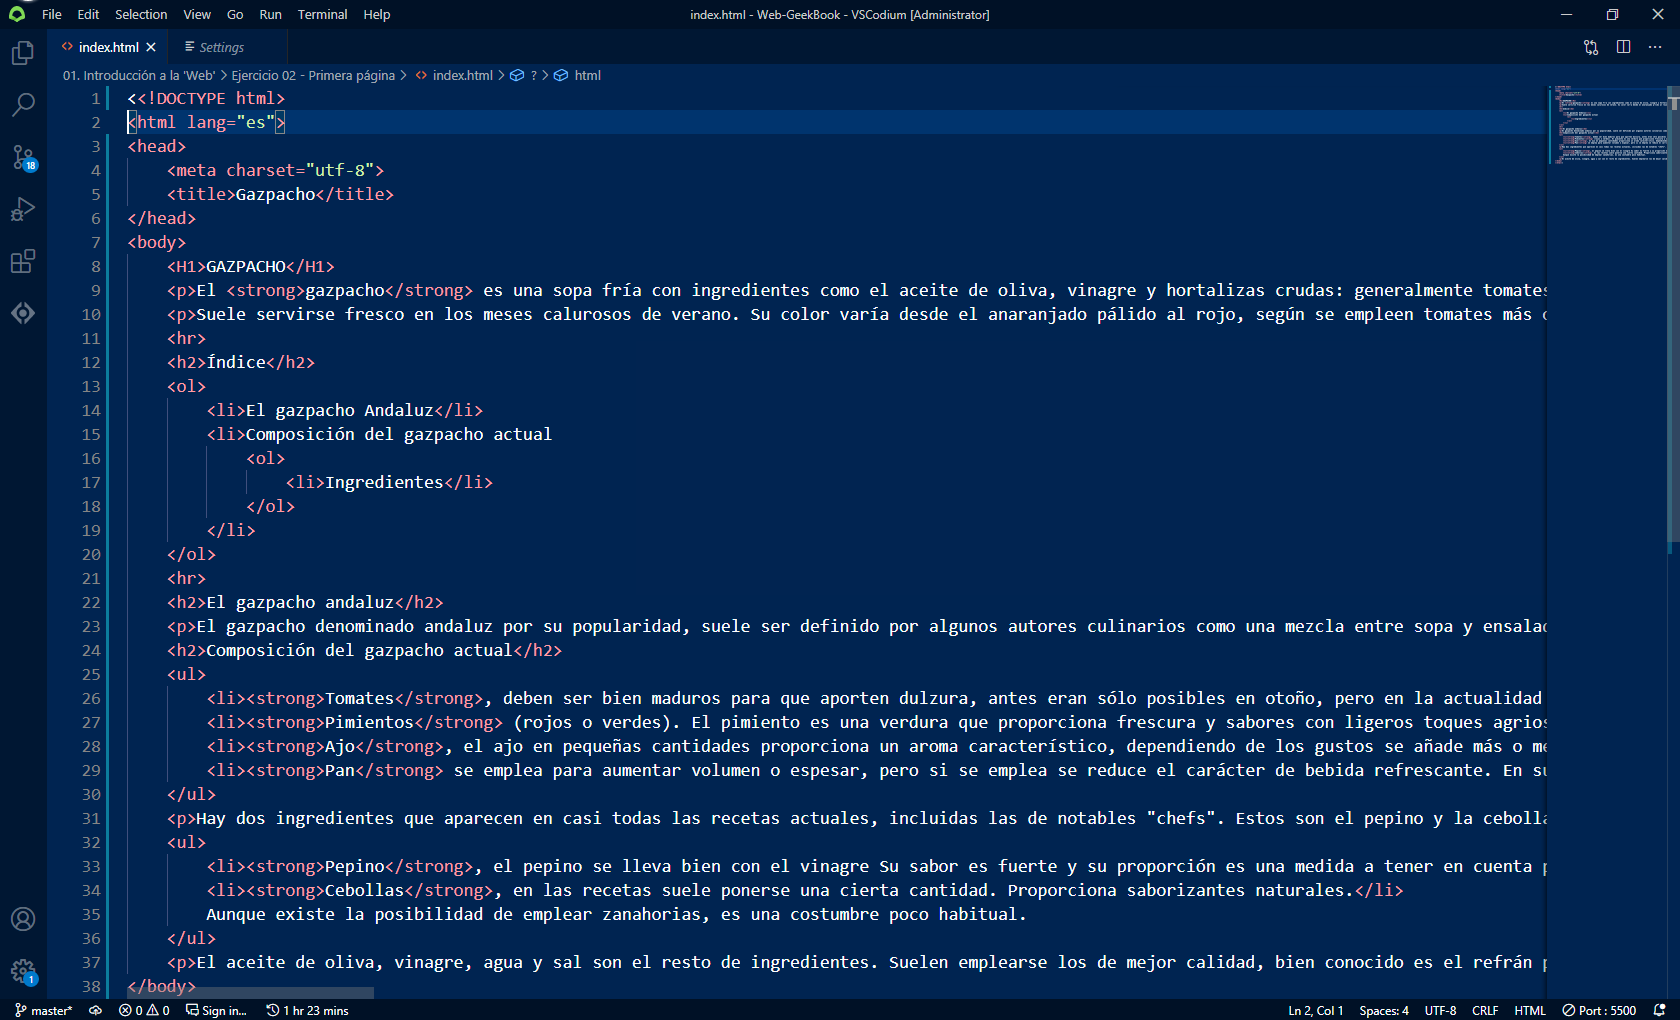 File Edit Selection View Go Run Terminal Help index.html - Web-GeekBook - VSCodium [Administrator]
index.html Settings
01. Introducción a la 'Web' > Ejercicio 02 - Primera página > index.html > ? > html
1 <<!DOCTYPE html>
2 <html lang="es">
3 <head>
4 <meta charset="utf-8">
5 <title>Gazpacho</title>
6 </head>
7 <body>
8 <H1>GAZPACHO</H1>
9 <p>El <strong>gazpacho</strong> es una sopa fría con ingredientes como el aceite de oliva, vinagre y hortalizas crudas: generalmente tomates
10 <p>Suele servirse fresco en los meses calurosos de verano. Su color varía desde el anaranjado pálido al rojo, según se empleen tomates más
11 <hr>
12 <h2>Índice</h2>
13 <ol>
14 <li>El gazpacho Andaluz</li>
15 <li>Composición del gazpacho actual
16 <ol>
17 <li>Ingredientes</li>
18 </ol>
19 </li>
20 </ol>
21 <hr>
22 <h2>El gazpacho andaluz</h2>
23 <p>El gazpacho denominado andaluz por su popularidad, suele ser definido por algunos autores culinarios como una mezcla entre sopa y ensalad
24 <h2>Composición del gazpacho actual</h2>
25 <ul>
26 <li><strong>Tomates</strong>, deben ser bien maduros para que aporten dulzura, antes eran sólo posibles en otoño, pero en la actualidad
27 <li><strong>Pimientos</strong> (rojos o verdes). El pimiento es una verdura que proporciona frescura y sabores con ligeros toques agrios
28 <li><strong>Ajo</strong>, el ajo en pequeñas cantidades proporciona un aroma característico, dependiendo de los gustos se añade más o me
29 <li><strong>Pan</strong> se emplea para aumentar volumen o espesar, pero si se emplea se reduce el carácter de bebida refrescante. En su
30 </ul>
31 <p>Hay dos ingredientes que aparecen en casi todas las recetas actuales, incluidas las de notables "chefs". Estos son el pepino y la cebolla
32 <ul>
33 <li><strong>Pepino</strong>, el pepino se lleva bien con el vinagre Su sabor es fuerte y su proporción es una medida a tener en cuenta p
34 <li><strong>Cebollas</strong>, en las recetas suele ponerse una cierta cantidad. Proporciona saborizantes naturales.</li>
35 Aunque existe la posibilidad de emplear zanahorias, es una costumbre poco habitual.
36 </ul>
37 <p>El aceite de oliva, vinagre, agua y sal son el resto de ingredientes. Suelen emplearse los de mejor calidad, bien conocido es el refrán p
38 </body>
18
1
master* 0 0 Sign in... 1 hr 23 mins Ln 2, Col 1 Spaces: 4 UTF-8 CRLF HTML Port : 5500